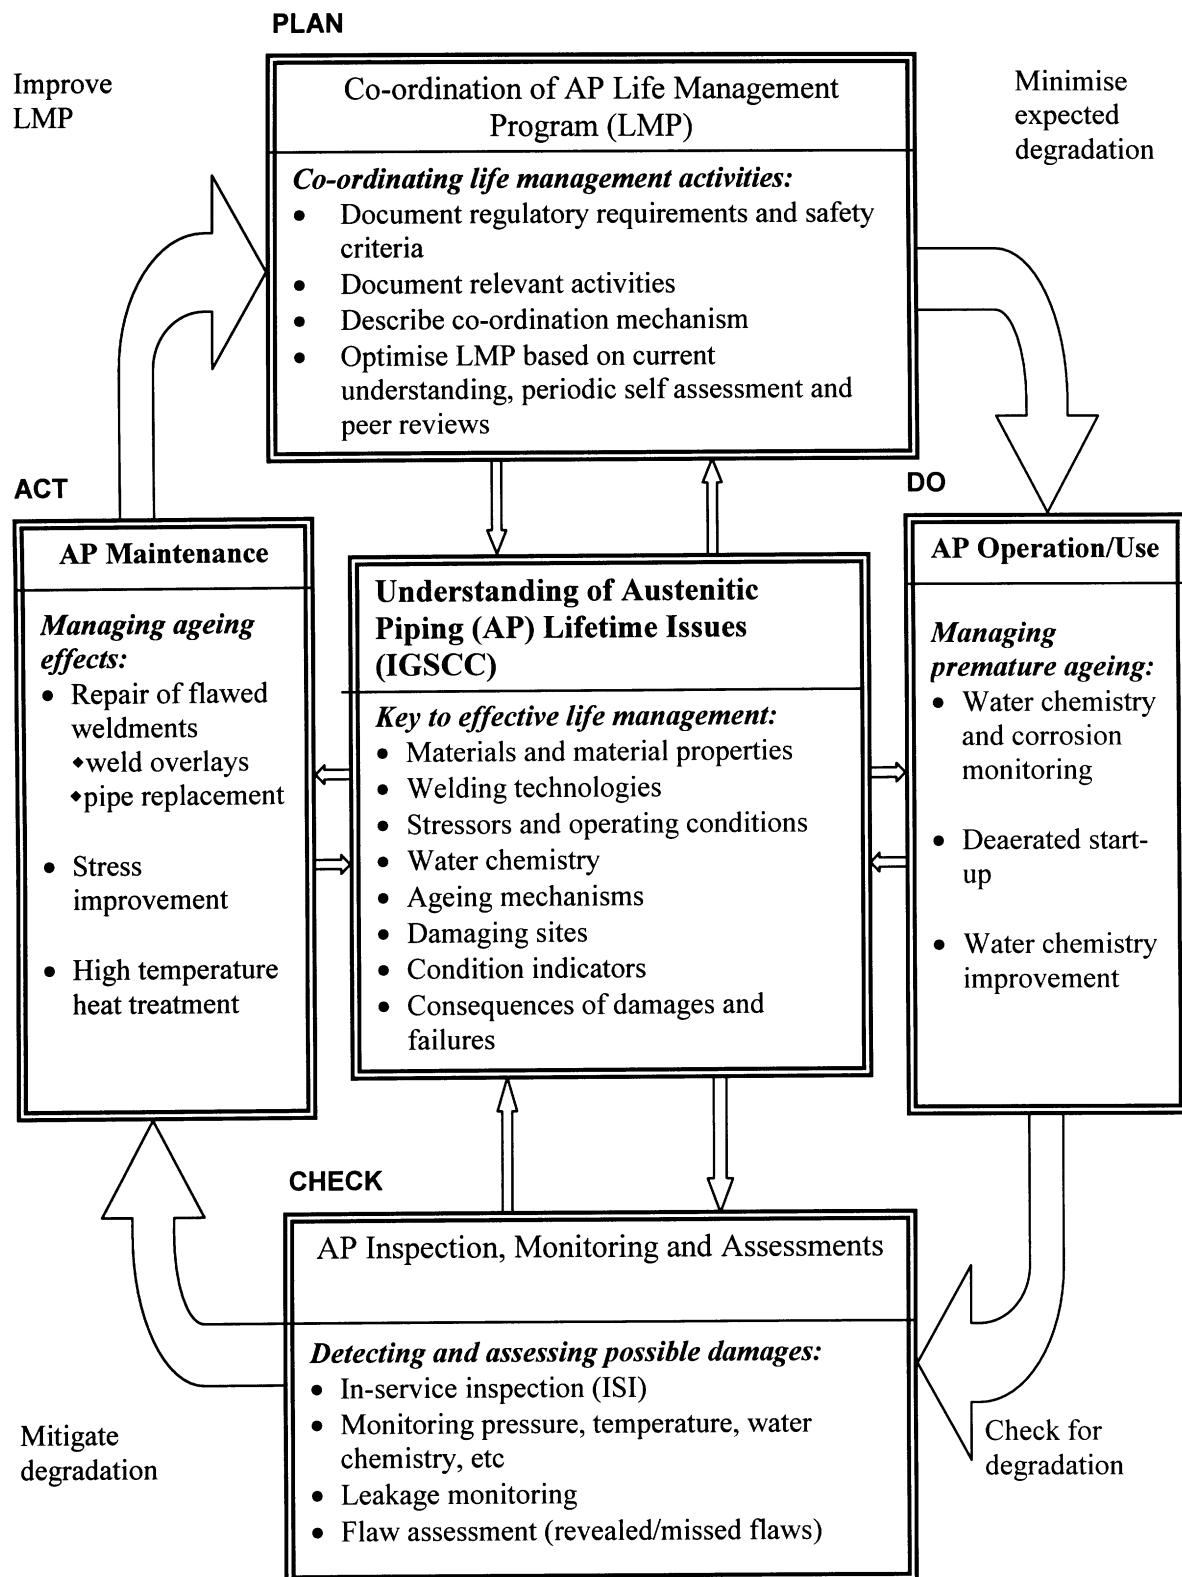 PLAN
Improve
LMP
Co-ordination of AP Life Management
Program (LMP)
Minimise
expected
degradation
Co-ordinating life management activities:
• Document regulatory requirements and safety
criteria
• Document relevant activities
• Describe co-ordination mechanism
• Optimise LMP based on current
understanding, periodic self assessment and
peer reviews
ACT
AP Maintenance
Managing ageing
effects:
• Repair of flawed
weldments
◆weld overlays
◆pipe replacement
• Stress
improvement
• High temperature
heat treatment
Understanding of Austenitic
Piping (AP) Lifetime Issues
(IGSCC)
Key to effective life management:
• Materials and material properties
• Welding technologies
• Stressors and operating conditions
• Water chemistry
• Ageing mechanisms
• Damaging sites
• Condition indicators
• Consequences of damages and
failures
DO
AP Operation/Use
Managing
premature ageing:
• Water chemistry
and corrosion
monitoring
• Deaerated start-
up
• Water chemistry
improvement
CHECK
AP Inspection, Monitoring and Assessments
Detecting and assessing possible damages:
• In-service inspection (ISI)
• Monitoring pressure, temperature, water
chemistry, etc
• Leakage monitoring
• Flaw assessment (revealed/missed flaws)
Mitigate
degradation
Check for
degradation